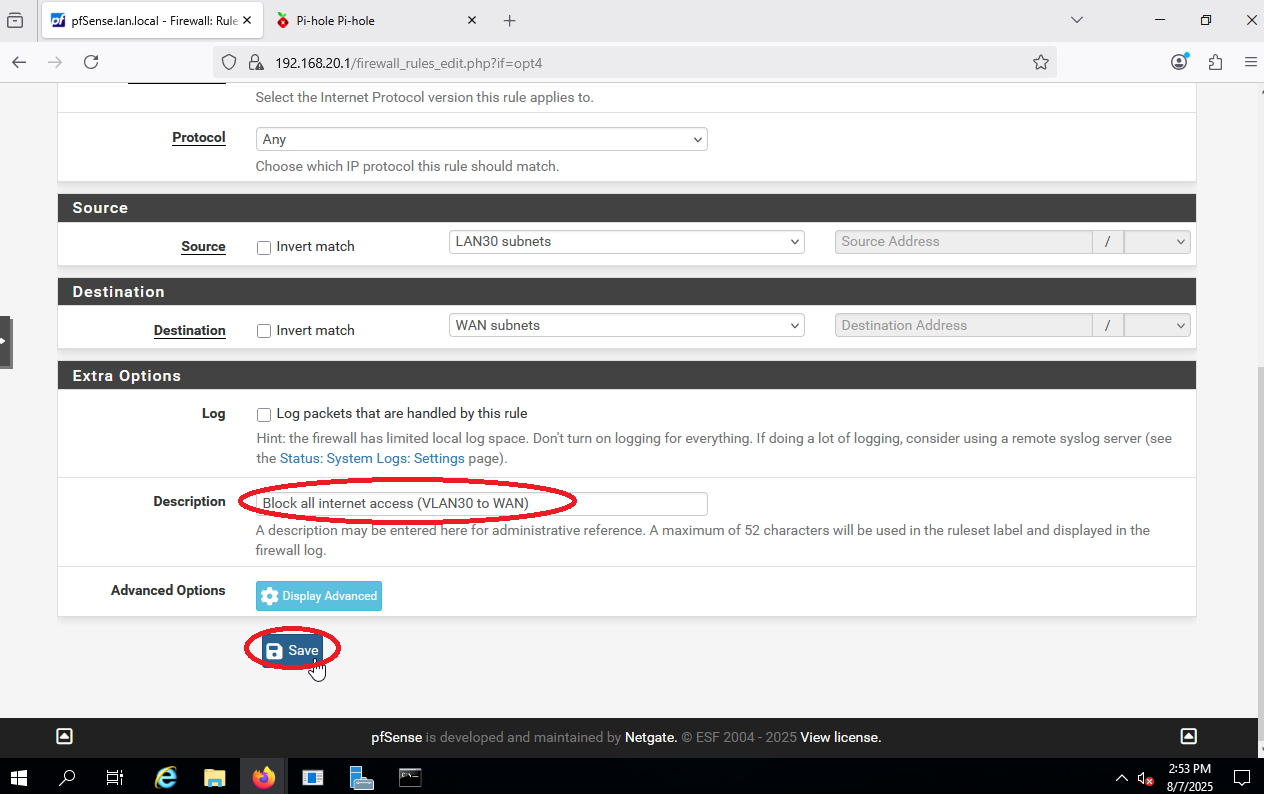 pfSense.lan.local - Firewall: Rule
Pi-hole Pi-hole
192.168.20.1/firewall_rules_edit.php?if=opt4
Select the Internet Protocol version this rule applies to.
Protocol
Any
Choose which IP protocol this rule should match.
Source
Source
Invert match
LAN30 subnets
Source Address
/
Destination
Destination
Invert match
WAN subnets
Destination Address
/
Extra Options
Log
Log packets that are handled by this rule
Hint: the firewall has limited local log space. Don't turn on logging for everything. If doing a lot of logging, consider using a remote syslog server (see
the Status: System Logs: Settings page).
Description
Block all internet access (VLAN30 to WAN)
A description may be entered here for administrative reference. A maximum of 52 characters will be used in the ruleset label and displayed in the
firewall log.
Advanced Options
Display Advanced
Save
pfSense is developed and maintained by Netgate. © ESF 2004 - 2025 View license.
2:53 PM
8/7/2025